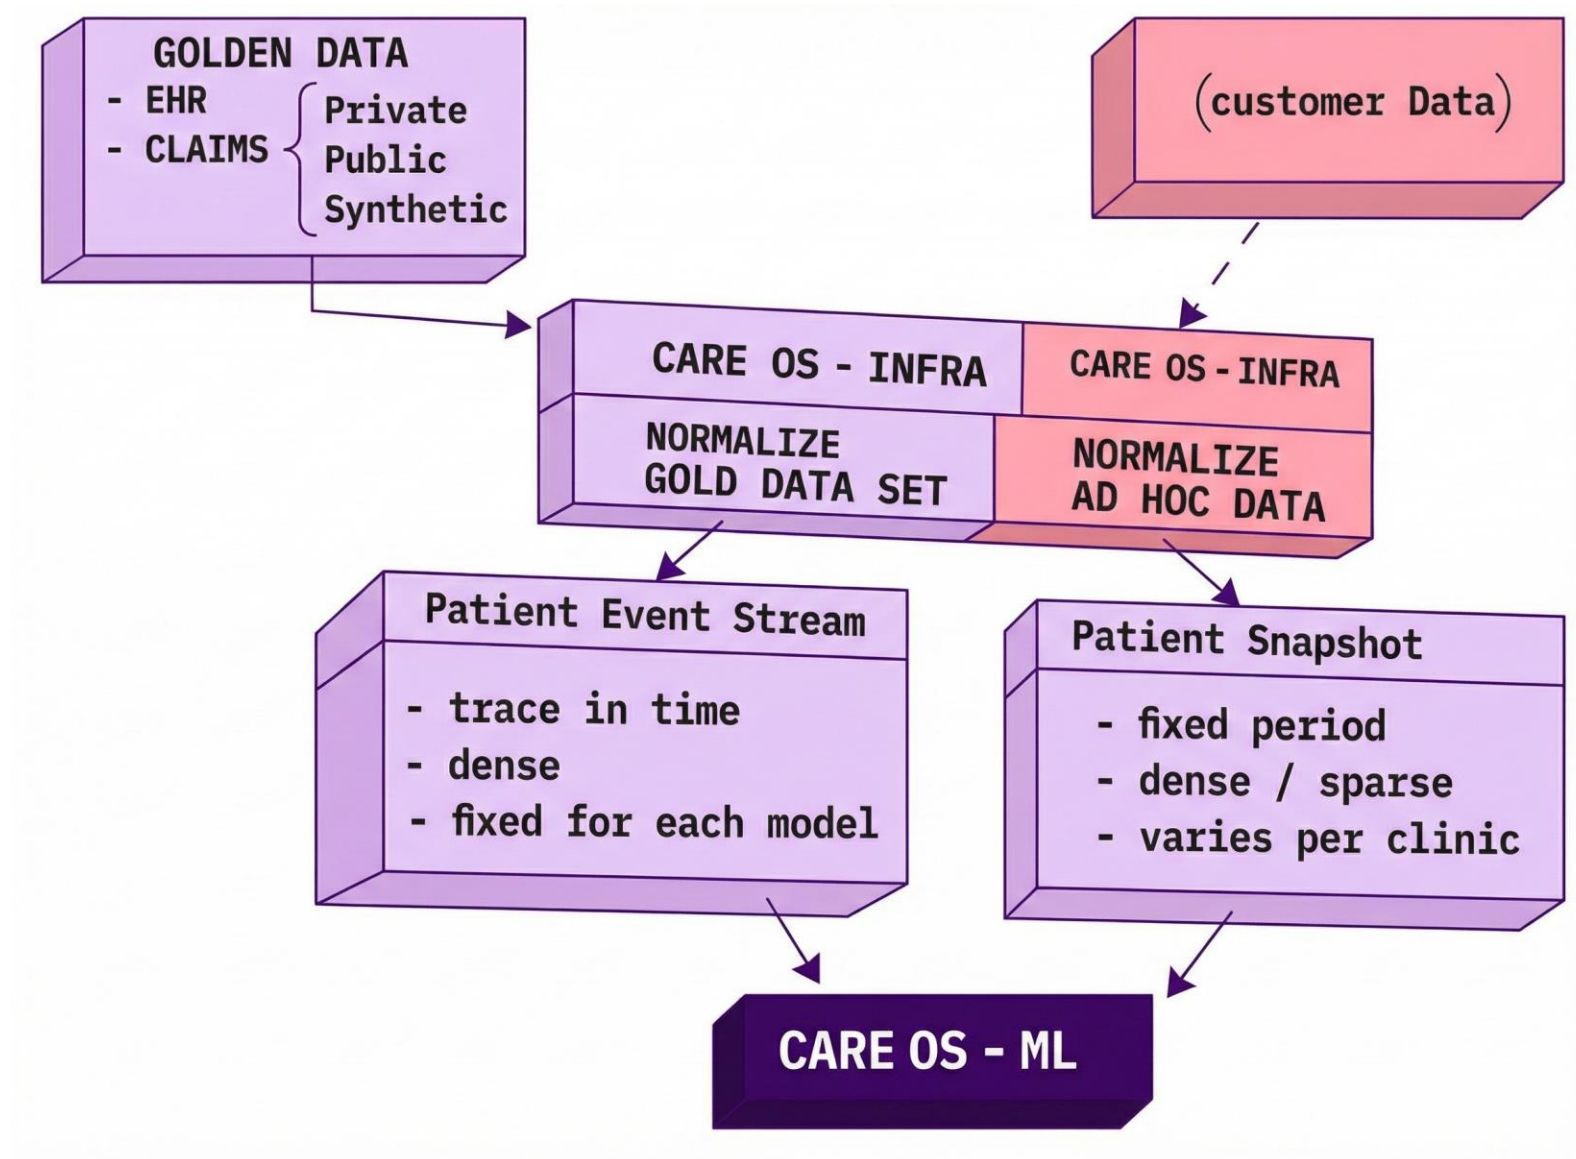 GOLDEN DATA
- EHR
- CLAIMS
Private
Public
Synthetic
(customer Data)
CARE OS - INFRA
NORMALIZE
GOLD DATA SET
CARE OS - INFRA
NORMALIZE
AD HOC DATA
Patient Event Stream
- trace in time
- dense
- fixed for each model
Patient Snapshot
- fixed period
- dense / sparse
- varies per clinic
CARE OS - ML